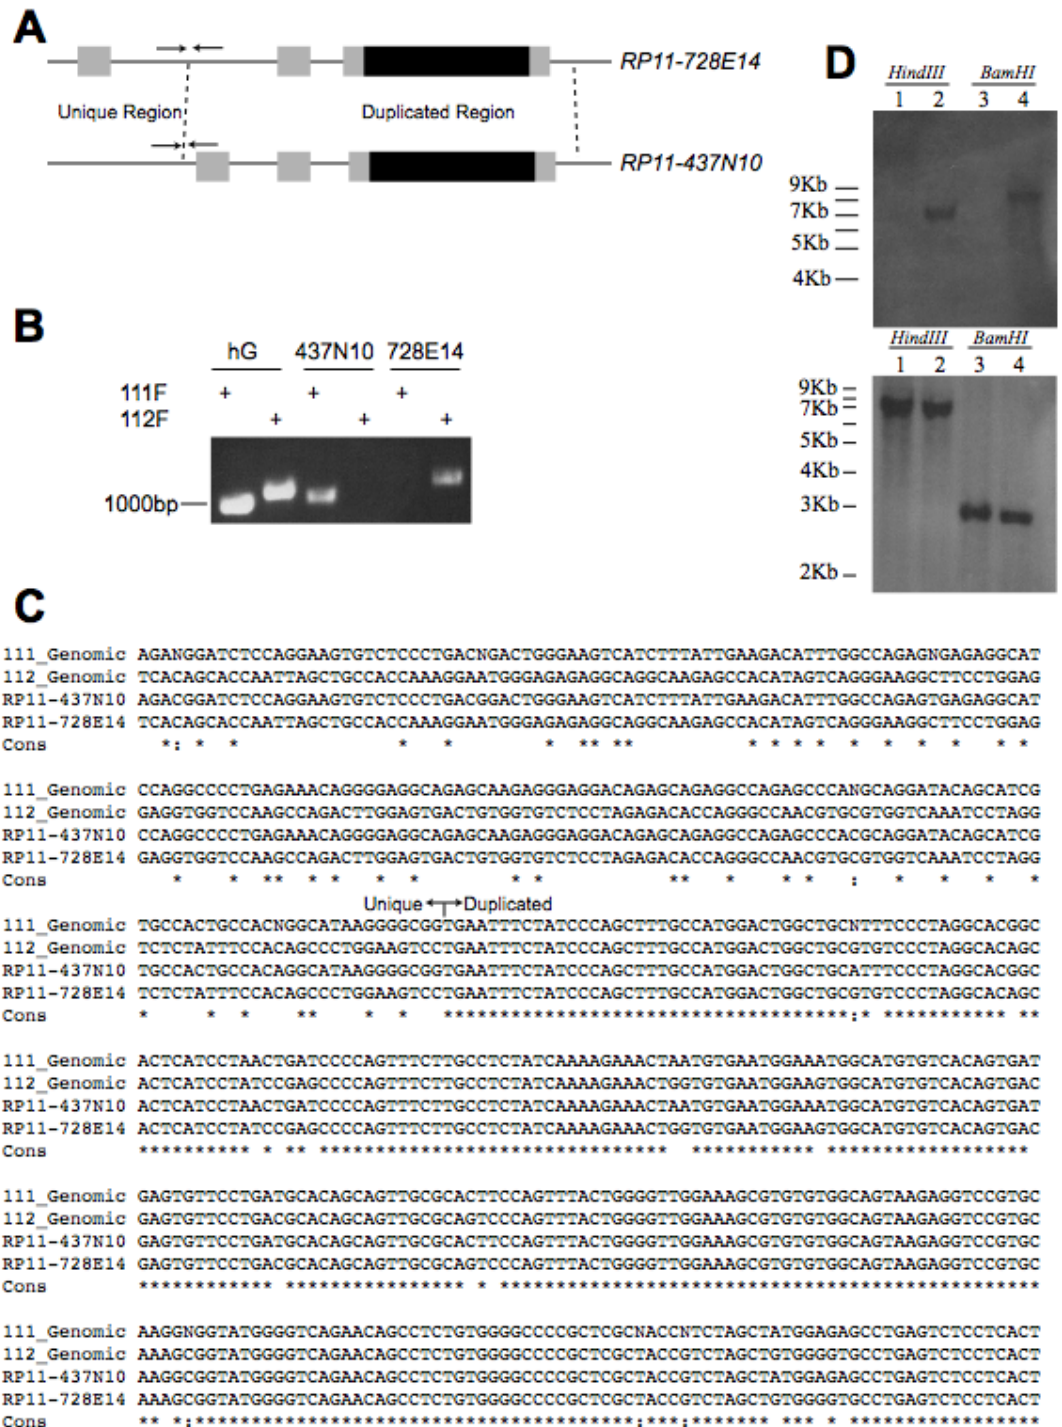 A
RP11-728E14
Unique Region
Duplicated Region
RP11-437N10
B
hG 437N10 728E14
111F + + +
112F + + +
1000bp
D
HindIII BamHI
1 2 3 4
9Kb
7Kb
5Kb
4Kb
HindIII BamHI
1 2 3 4
9Kb
7Kb
5Kb
4Kb
3Kb
2Kb
C
111_Genomic AGANGGATCTCCAGGAAGTGTCTCCCTGACNGACTGGGAAGTCATCTTTATTGAAGACATTTGGCCAGAGNGAGAGGCAT
112_Genomic TCACAGCACCAATTAGCTGCCACCAAAGGAATGGGAGAGAGGCAGGCAAGAGCCACATAGTCAGGGAAGGCTTCCTGGAG
RP11-437N10 AGACGGATCTCCAGGAAGTGTCTCCCTGACGGACTGGGAAGTCATCTTTATTGAAGACATTTGGCCAGAGTGAGAGGCAT
RP11-728E14 TCACAGCACCAATTAGCTGCCACCAAAGGAATGGGAGAGAGGCAGGCAAGAGCCACATAGTCAGGGAAGGCTTCCTGGAG
Cons
111_Genomic CCAGGCCCCTGAGAAACAGGGGAGGCAGAGCAAGAGGGAGGACAGAGCAGAGGCCAGAGCCCANGCAGGATACAGCATCG
112_Genomic GAGGTGGTCCAAGCCAGACTTGGAGTGACTGTGGTGTCTCCTAGAGACACCAGGGCCAACGTGCGTGGTCAAATCCTAGG
RP11-437N10 CCAGGCCCCTGAGAAACAGGGGAGGCAGAGCAAGAGGGAGGACAGAGCAGAGGCCAGAGCCCACGCAGGATACAGCATCG
RP11-728E14 GAGGTGGTCCAAGCCAGACTTGGAGTGACTGTGGTGTCTCCTAGAGACACCAGGGCCAACGTGCGTGGTCAAATCCTAGG
Cons
Unique Duplicated
111_Genomic TGCCACTGCCACNGGCATAAGGGGCGGTGAATTTCTATCCCAGCTTTGCCATGGACTGGCTGCNTTTCCCTAGGCACGGC
112_Genomic TCTCTATTTCCACAGCCCTGGAAGTCCTGAATTTCTATCCCAGCTTTGCCATGGACTGGCTGCGTGTCCCTAGGCACAGC
RP11-437N10 TGCCACTGCCACAGGCATAAGGGGCGGTGAATTTCTATCCCAGCTTTGCCATGGACTGGCTGCATTTCCCTAGGCACGGC
RP11-728E14 TCTCTATTTCCACAGCCCTGGAAGTCCTGAATTTCTATCCCAGCTTTGCCATGGACTGGCTGCGTGTCCCTAGGCACAGC
Cons
111_Genomic ACTCATCCTAACTGATCCCCAGTTTCTTGCCTCTATCAAAAGAAACTAATGTGAATGGAAATGGCATGTGTCACAGTGAT
112_Genomic ACTCATCCTATCCGAGCCCCAGTTTCTTGCCTCTATCAAAAGAAACTGGTGTGAATGGAAGTGGCATGTGTCACAGTGAC
RP11-437N10 ACTCATCCTAACTGATCCCCAGTTTCTTGCCTCTATCAAAAGAAACTAATGTGAATGGAAATGGCATGTGTCACAGTGAT
RP11-728E14 ACTCATCCTATCCGAGCCCCAGTTTCTTGCCTCTATCAAAAGAAACTGGTGTGAATGGAAGTGGCATGTGTCACAGTGAC
Cons
111_Genomic GAGTGTTCCTGATGCACAGCAGTTGCGCACTTCCAGTTTACTGGGGTTGGAAAGCGTGTGTGGCAGTAAGAGGTCCGTGC
112_Genomic GAGTGTTCCTGACGCACAGCAGTTGCGCAGTCCCAGTTTACTGGGGTTGGAAAGCGTGTGTGGCAGTAAGAGGTCCGTGC
RP11-437N10 GAGTGTTCCTGATGCACAGCAGTTGCGCACTTCCAGTTTACTGGGGTTGGAAAGCGTGTGTGGCAGTAAGAGGTCCGTGC
RP11-728E14 GAGTGTTCCTGACGCACAGCAGTTGCGCAGTCCCAGTTTACTGGGGTTGGAAAGCGTGTGTGGCAGTAAGAGGTCCGTGC
Cons
111_Genomic AAGGNGGTATGGGGTCAGAACAGCCTCTGTGGGGCCCCGCTCGCNACCNTCTAGCTATGGAGAGCCTGAGTCTCCTCACT
112_Genomic AAAGCGGTATGGGGTCAGAACAGCCTCTGTGGGGCCCCGCTCGCTACCGTCTAGCTGTGGGGTGCCTGAGTCTCCTCACT
RP11-437N10 AAGGCGGTATGGGGTCAGAACAGCCTCTGTGGGGCCCCGCTCGCTACCGTCTAGCTATGGAGAGCCTGAGTCTCCTCACT
RP11-728E14 AAAGCGGTATGGGGTCAGAACAGCCTCTGTGGGGCCCCGCTCGCTACCGTCTAGCTGTGGGGTGCCTGAGTCTCCTCACT
Cons